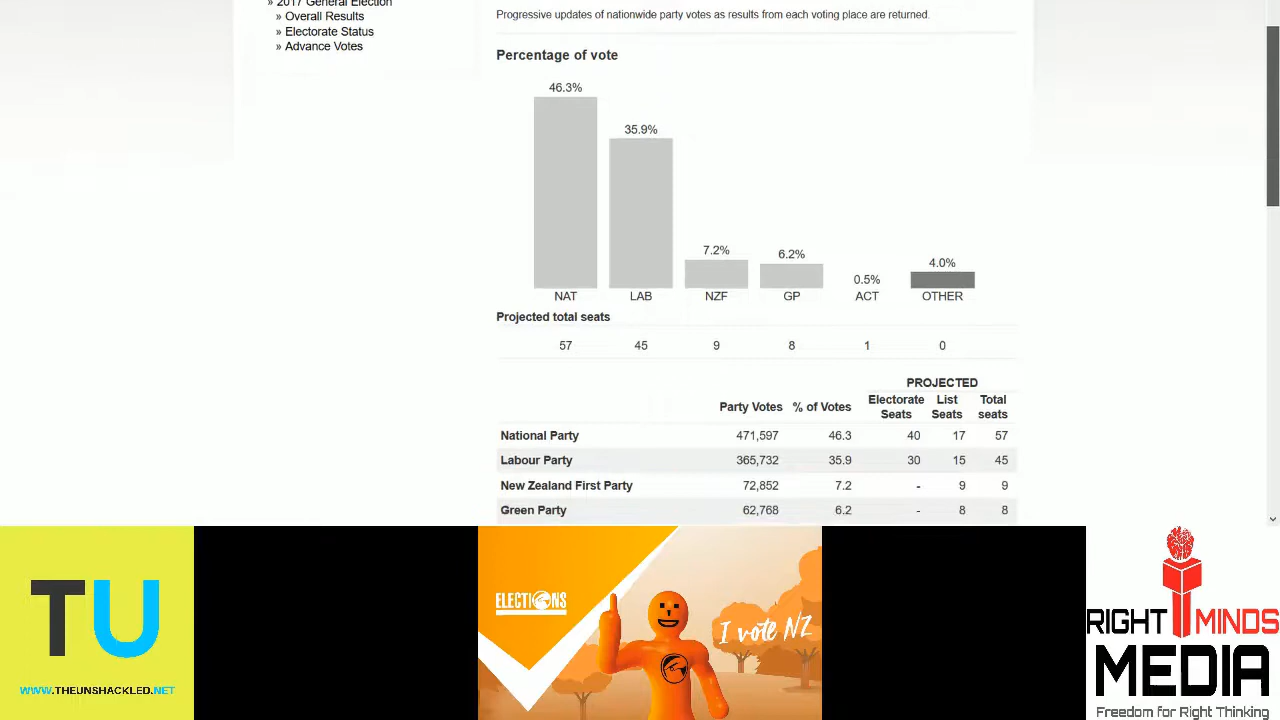 » 2017 General Election
» Overall Results
» Electorate Status
» Advance Votes
Progressive updates of nationwide party votes as results from each voting place are returned.
Percentage of vote
46.3% 35.9% 7.2% 6.2% 0.5% 4.0%
NAT LAB NZF GP ACT OTHER
Projected total seats
57 45 9 8 1 0
PROJECTED
Party Votes % of Votes Electorate Seats List Seats Total seats
National Party 471,597 46.3 40 17 57
Labour Party 365,732 35.9 30 15 45
New Zealand First Party 72,852 7.2 - 9 9
Green Party 62,768 6.2 - 8 8
TU
WWW.THEUNSHACKLED.NET
ELECTIONS
I vote NZ
RIGHT MINDS
MEDIA
Freedom for Right Thinking